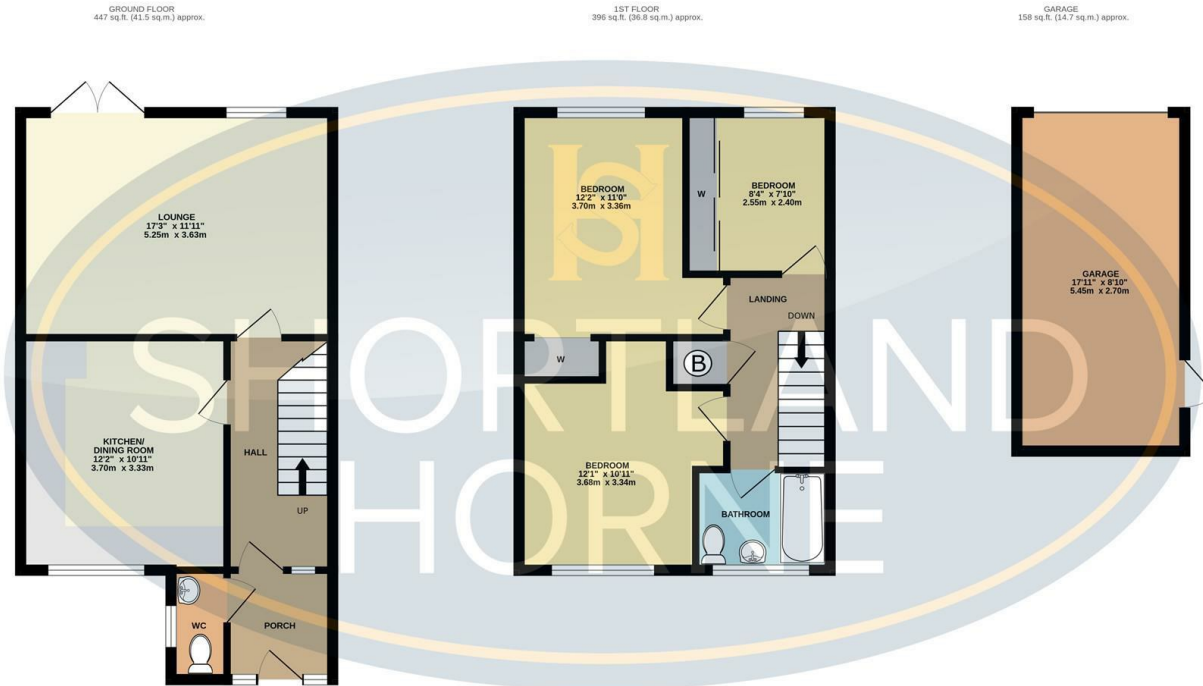 GROUND FLOOR
447 sq.ft. (41.5 sq.m.) approx.
1ST FLOOR
396 sq.ft. (36.8 sq.m.) approx.
GARAGE
158 sq.ft. (14.7 sq.m.) approx.
LOUNGE
17'3" x 11'11"
5.25m x 3.63m
KITCHEN/
DINING ROOM
12'2" x 10'11"
3.70m x 3.33m
HALL
UP
WC
PORCH
BEDROOM
12'2" x 11'0"
3.70m x 3.36m
W
BEDROOM
8'4" x 7'10"
2.55m x 2.40m
LANDING
DOWN
W
B
BEDROOM
12'1" x 10'11"
3.68m x 3.34m
BATHROOM
GARAGE
17'11" x 8'10"
5.45m x 2.70m
SHORTLAND
HORNE